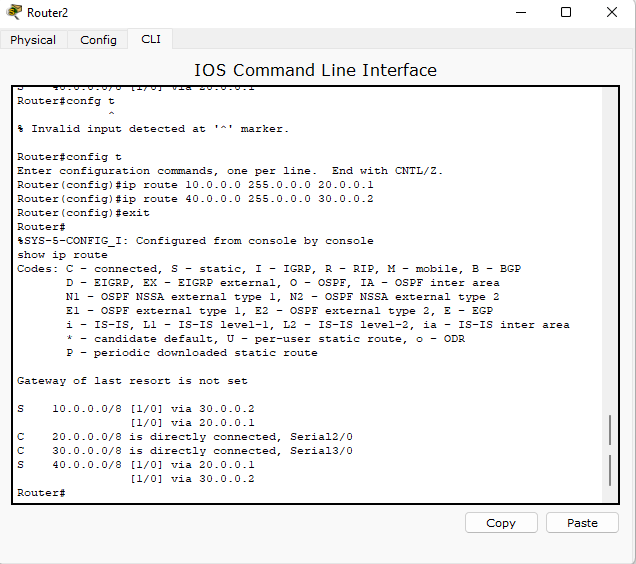 Router2
Physical Config CLI
IOS Command Line Interface
S    40.0.0.0/8 [1/0] via 20.0.0.1
Router#confg t
             ^
% Invalid input detected at '^' marker.
Router#config t
Enter configuration commands, one per line.  End with CNTL/Z.
Router(config)#ip route 10.0.0.0 255.0.0.0 20.0.0.1
Router(config)#ip route 40.0.0.0 255.0.0.0 30.0.0.2
Router(config)#exit
Router#
%SYS-5-CONFIG_I: Configured from console by console
show ip route
Codes: C - connected, S - static, I - IGRP, R - RIP, M - mobile, B - BGP
       D - EIGRP, EX - EIGRP external, O - OSPF, IA - OSPF inter area
       N1 - OSPF NSSA external type 1, N2 - OSPF NSSA external type 2
       E1 - OSPF external type 1, E2 - OSPF external type 2, E - EGP
       i - IS-IS, L1 - IS-IS level-1, L2 - IS-IS level-2, ia - IS-IS inter area
       * - candidate default, U - per-user static route, o - ODR
       P - periodic downloaded static route
Gateway of last resort is not set
S    10.0.0.0/8 [1/0] via 30.0.0.2
                [1/0] via 20.0.0.1
C    20.0.0.0/8 is directly connected, Serial2/0
C    30.0.0.0/8 is directly connected, Serial3/0
S    40.0.0.0/8 [1/0] via 20.0.0.1
                [1/0] via 30.0.0.2
Router#
Copy Paste